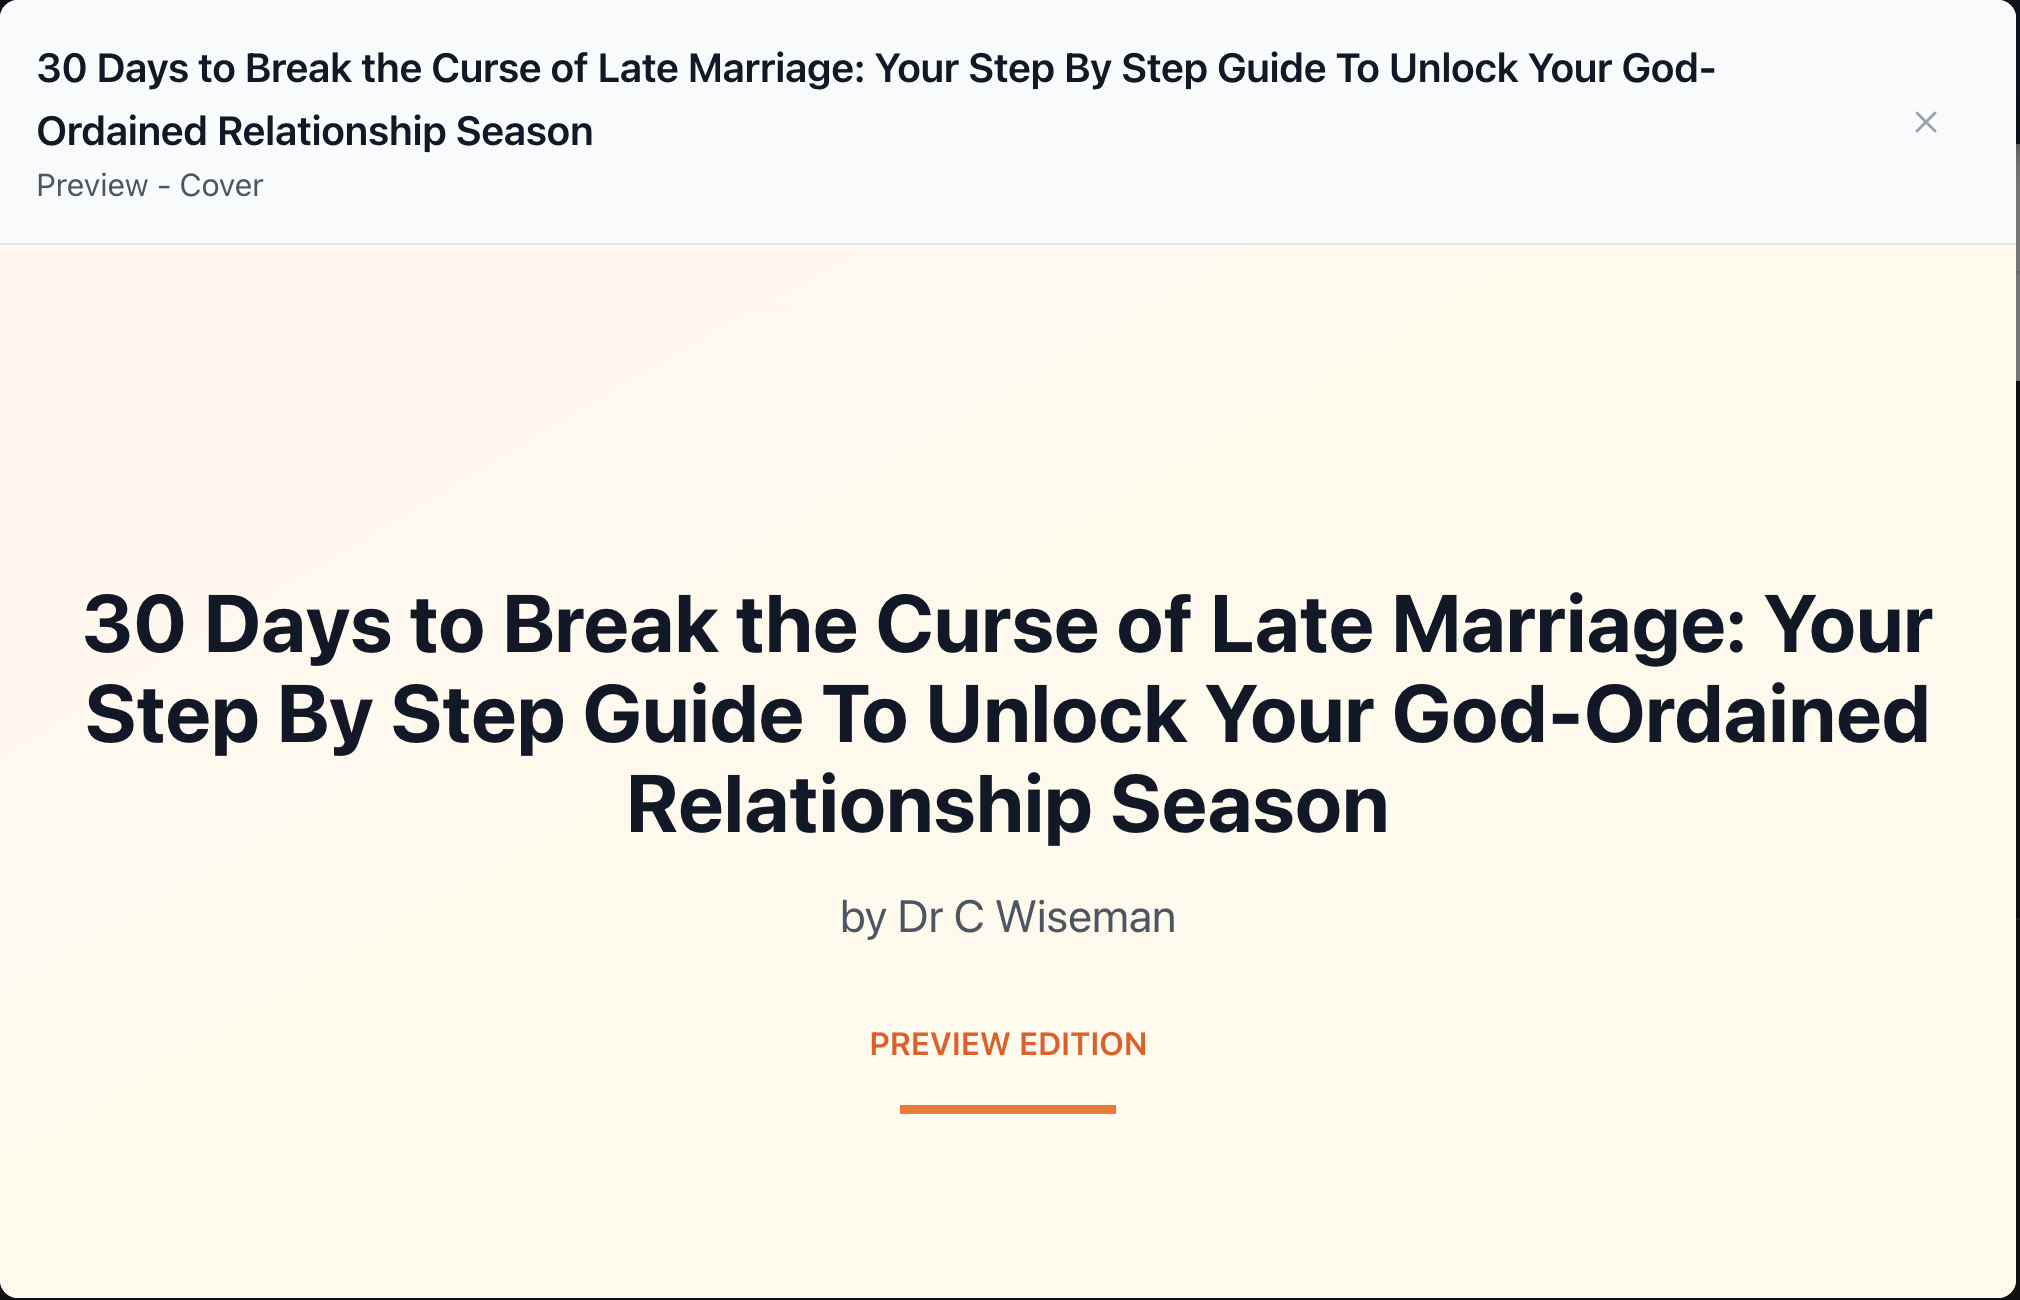 30 Days to Break the Curse of Late Marriage: Your Step By Step Guide To Unlock Your God-
Ordained Relationship Season
Preview - Cover
30 Days to Break the Curse of Late Marriage: Your
Step By Step Guide To Unlock Your God-Ordained
Relationship Season
by Dr C Wiseman
PREVIEW EDITION